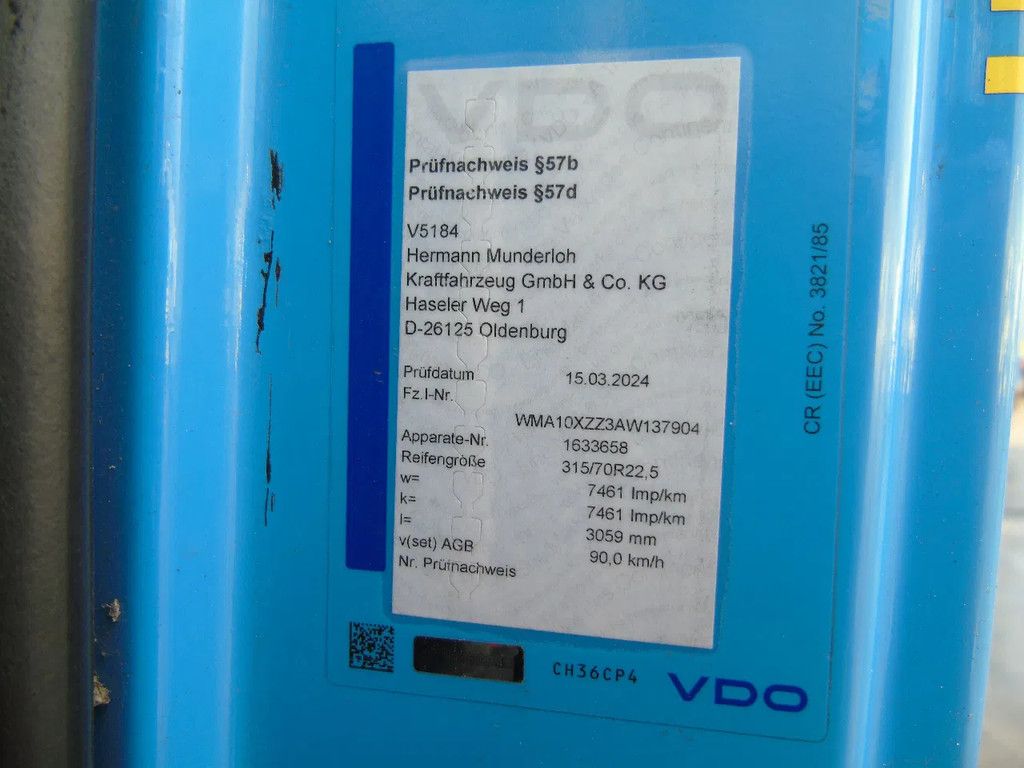 VDO
Prüfnachweis §57b
Prüfnachweis §57d
V5184
Hermann Munderloh
Kraftfahrzeug GmbH & Co. KG
Haseler Weg 1
D-26125 Oldenburg
Prüfdatum 15.03.2024
Fz.I-Nr.
WMA10XZZ3AW137904
Apparate-Nr. 1633658
Reifengröße 315/70R22,5
w= 7461 Imp/km
k= 7461 Imp/km
l= 3059 mm
v(set) AGB 90,0 km/h
Nr. Prüfnachweis
CH36CP4
VDO
CR (EEC) No. 3821/85